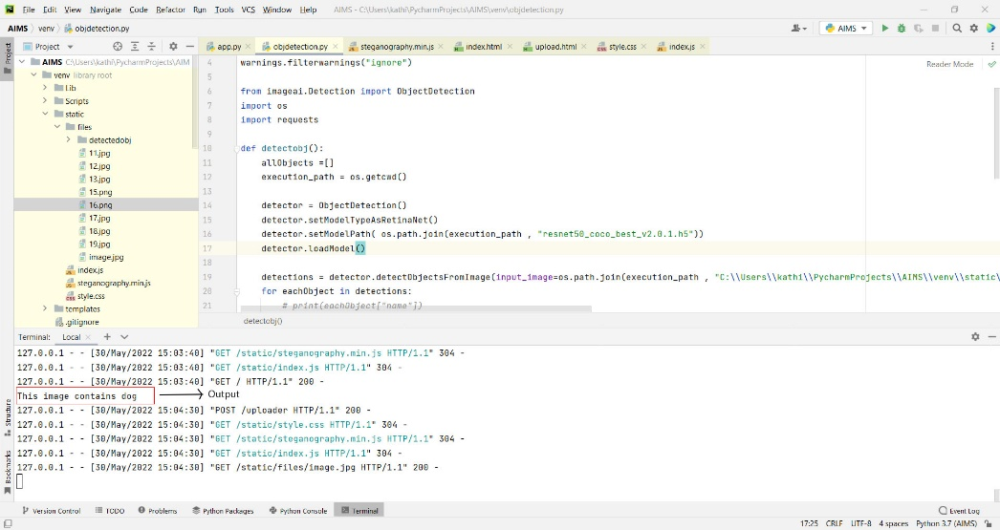 File Edit View Navigate Code Refactor Run Tools VCS Window Help AIMS - C:\Users\kathi\PycharmProjects\AIMS\venv\objdetection.py
AIMS venv objdetection.py AIMS
Project app.py objdetection.py steganography.min.js index.html upload.html style.css index.js
Project
AIMS C:\Users\kathi\PycharmProjects\AIM
venv library root
Lib
Scripts
static
files
detectedobj
11.jpg
12.jpg
13.jpg
15.png
16.png
17.jpg
18.jpg
19.jpg
image.jpg
index.js
steganography.min.js
style.css
templates
.gitignore
Reader Mode
4 warnings.filterwarnings("ignore")
5
6 from imageai.Detection import ObjectDetection
7 import os
8 import requests
9
10 def detectobj():
11 allObjects =[]
12 execution_path = os.getcwd()
13
14 detector = ObjectDetection()
15 detector.setModelTypeAsRetinaNet()
16 detector.setModelPath( os.path.join(execution_path , "resnet50_coco_best_v2.0.1.h5"))
17 detector.loadModel()
18
19 detections = detector.detectObjectsFromImage(input_image=os.path.join(execution_path , "C:\\Users\\kathi\\PycharmProjects\\AIMS\\venv\\static\
20 for eachObject in detections:
21 # print(eachObject["name"])
detectobj()
Terminal: Local
127.0.0.1 - - [30/May/2022 15:03:40] "GET /static/steganography.min.js HTTP/1.1" 304 -
127.0.0.1 - - [30/May/2022 15:03:40] "GET /static/index.js HTTP/1.1" 304 -
127.0.0.1 - - [30/May/2022 15:03:40] "GET / HTTP/1.1" 200 -
This image contains dog Output
127.0.0.1 - - [30/May/2022 15:04:30] "POST /uploader HTTP/1.1" 200 -
127.0.0.1 - - [30/May/2022 15:04:30] "GET /static/style.css HTTP/1.1" 304 -
127.0.0.1 - - [30/May/2022 15:04:30] "GET /static/steganography.min.js HTTP/1.1" 304 -
127.0.0.1 - - [30/May/2022 15:04:30] "GET /static/index.js HTTP/1.1" 304 -
127.0.0.1 - - [30/May/2022 15:04:30] "GET /static/files/image.jpg HTTP/1.1" 200 -
Structure
Bookmarks
Version Control TODO Problems Python Packages Python Console Terminal Event Log
17:25 CRLF UTF-8 4 spaces Python 3.7 (AIMS)